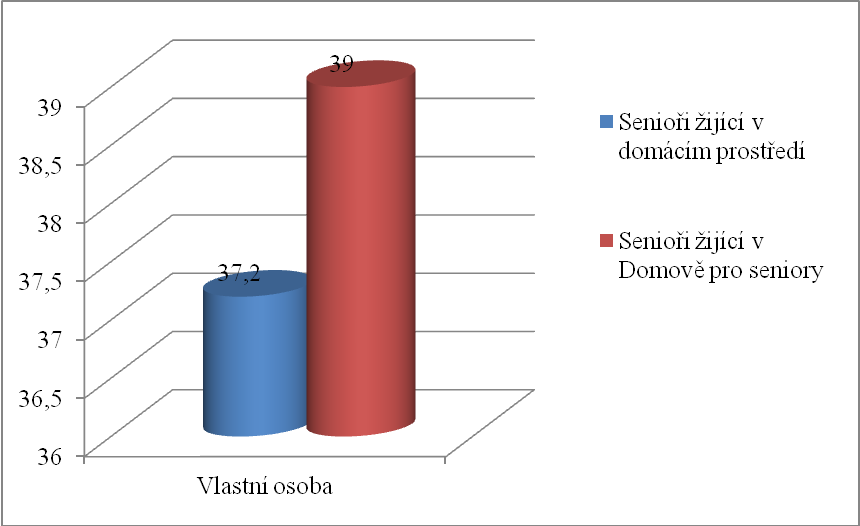 39
38,5
38
37,5
37
36,5
36
37,2
39
Vlastní osoba
Senioři žijící v
domácím prostředí
Senioři žijící v
Domově pro seniory